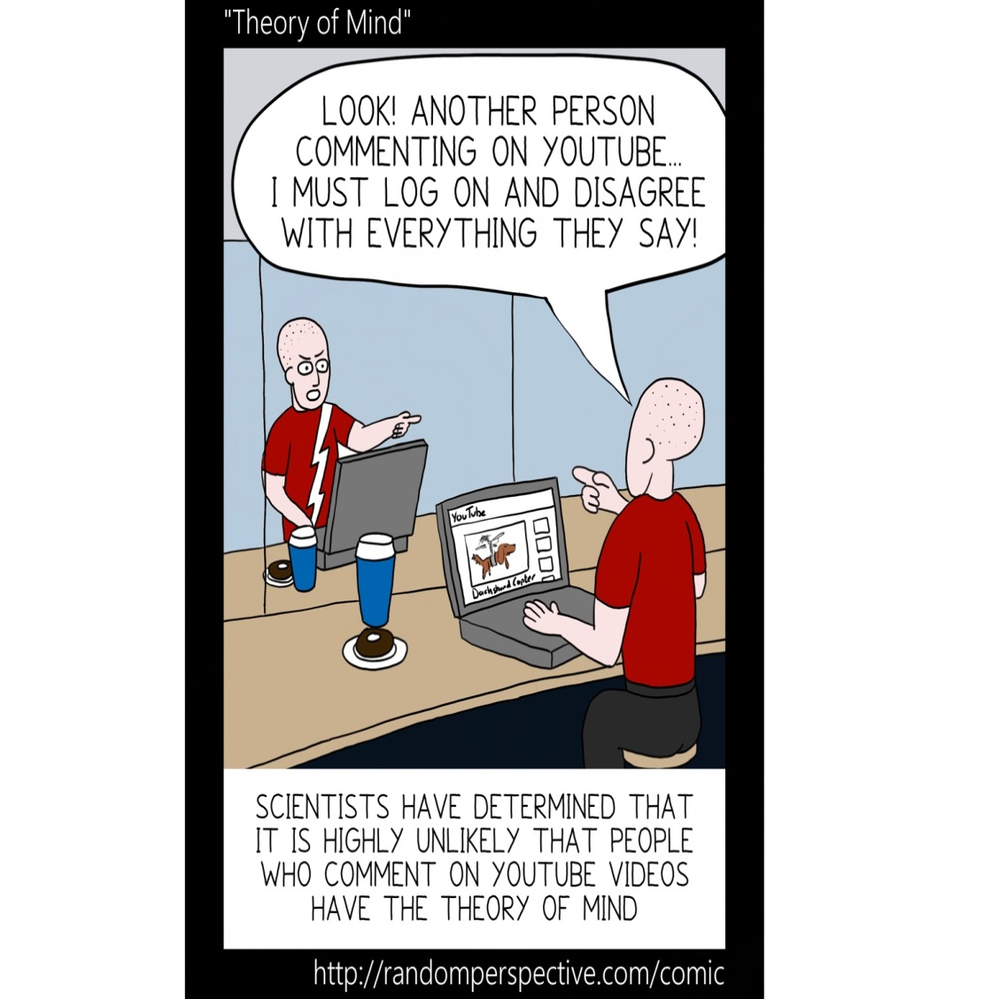 "Theory of Mind"
LOOK! ANOTHER PERSON
COMMENTING ON YOUTUBE...
I MUST LOG ON AND DISAGREE
WITH EVERYTHING THEY SAY!
YouTube
Dachshund Copter
SCIENTISTS HAVE DETERMINED THAT
IT IS HIGHLY UNLIKELY THAT PEOPLE
WHO COMMENT ON YOUTUBE VIDEOS
HAVE THE THEORY OF MIND
http://randomperspective.com/comic